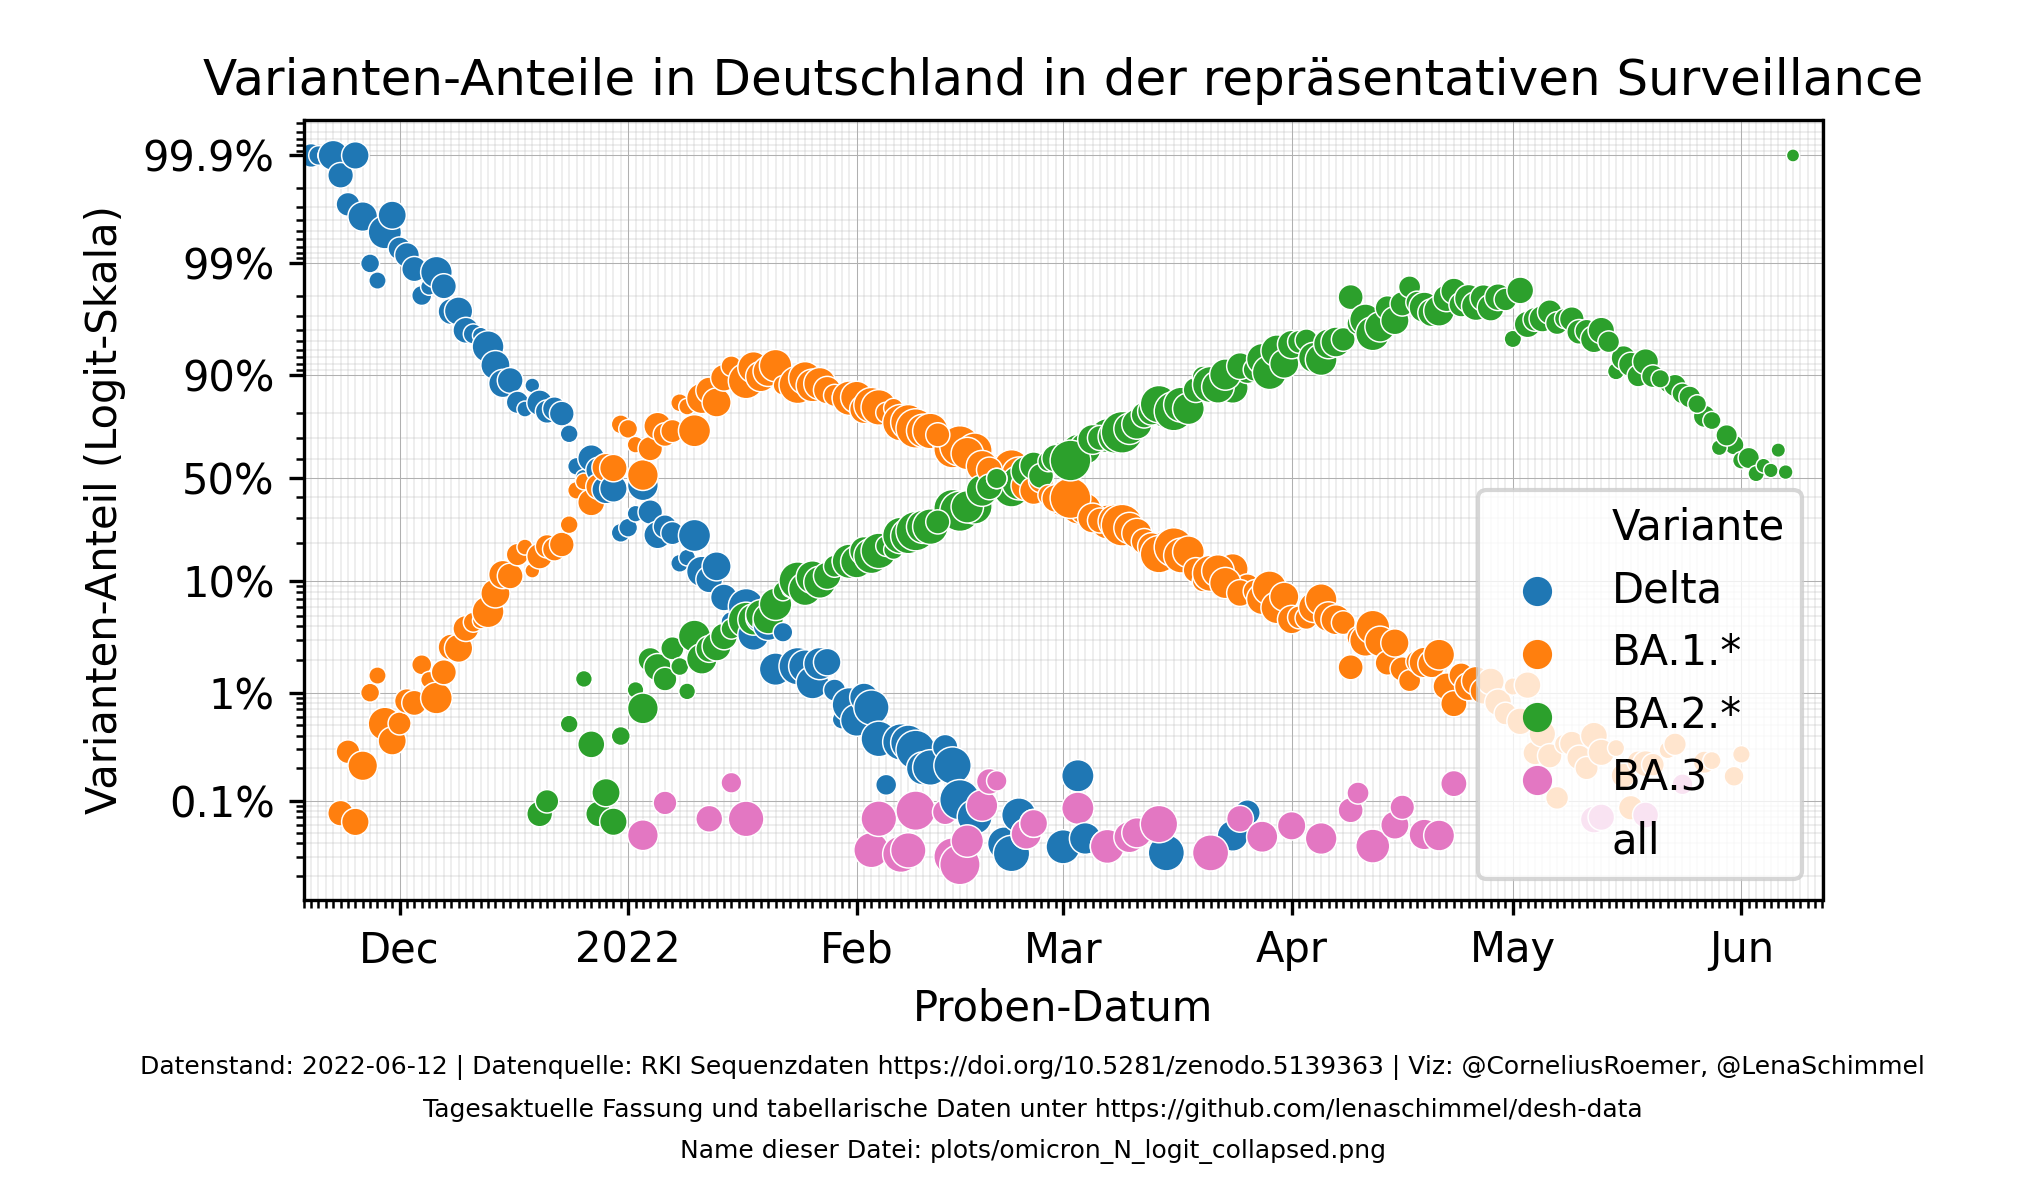 Varianten-Anteile in Deutschland in der repräsentativen Surveillance
Varianten-Anteil (Logit-Skala)
99.9%
99%
90%
50%
10%
1%
0.1%
Variante
Delta
BA.1.*
BA.2.*
BA.3
all
Dec 2022 Feb Mar Apr May Jun
Proben-Datum
Datenstand: 2022-06-12 | Datenquelle: RKI Sequenzdaten https://doi.org/10.5281/zenodo.5139363 | Viz: @CorneliusRoemer, @LenaSchimmel
Tagesaktuelle Fassung und tabellarische Daten unter https://github.com/lenaschimmel/desh-data
Name dieser Datei: plots/omicron_N_logit_collapsed.png